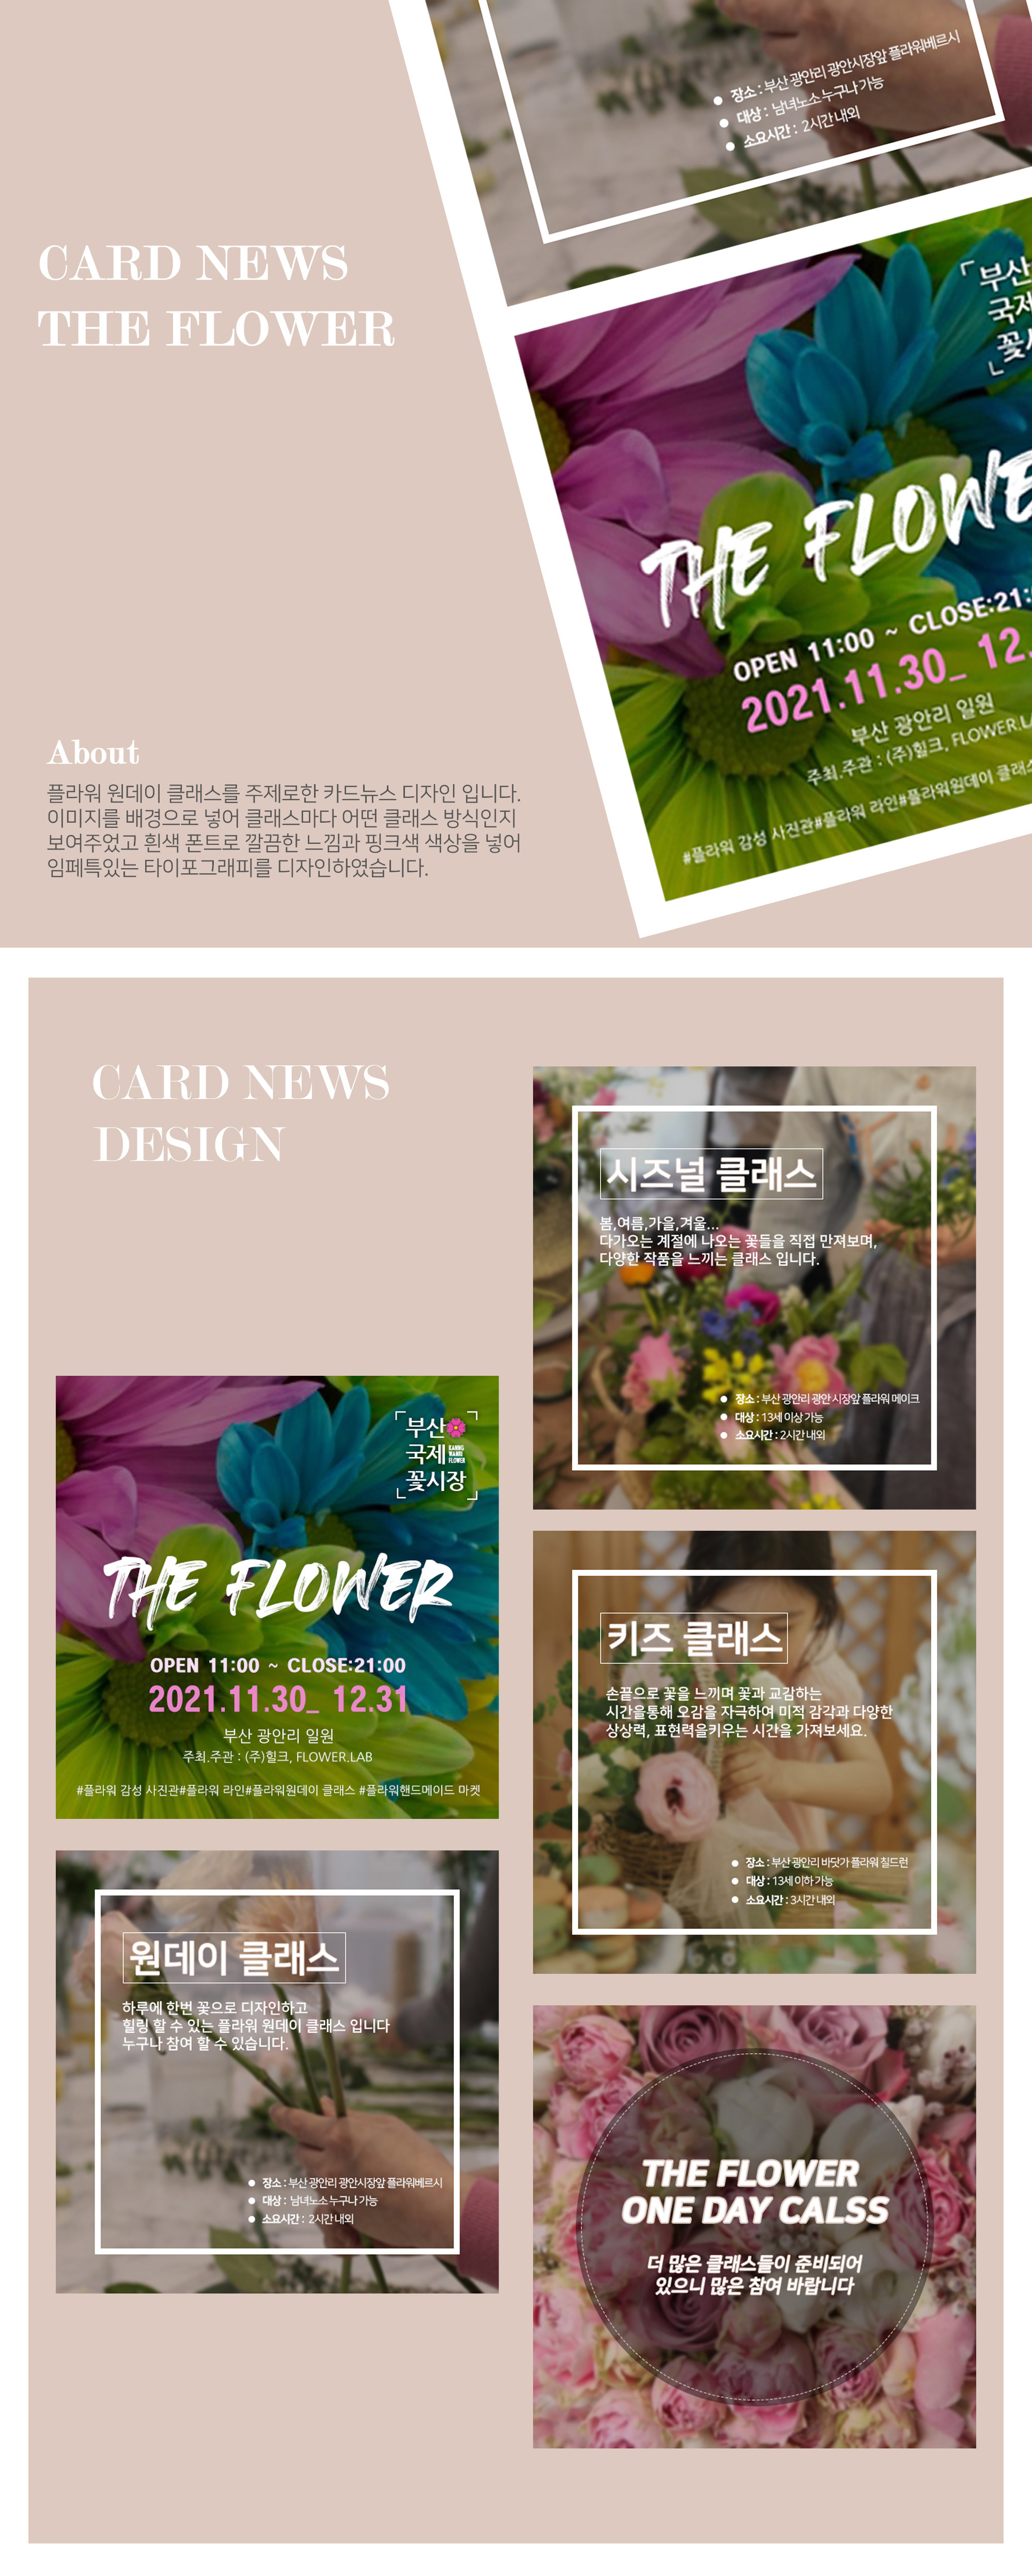 장소 : 부산 광안리 광안시장앞 플라워베르시
대상 : 남녀노소 누구나 가능
소요시간 : 2시간 내외
CARD NEWS
THE FLOWER
「부산
국제
꽃시
THE FLOWE
OPEN 11:00 ~ CLOSE:21:
2021.11.30_ 12.
부산 광안리 일원
주최.주관 : (주)힐크, FLOWER.LA
#플라워 감성 사진관#플라워 라인#플라워원데이 클래스
About
플라워 원데이 클래스를 주제로한 카드뉴스 디자인 입니다.
이미지를 배경으로 넣어 클래스마다 어떤 클래스 방식인지
보여주었고 흰색 폰트로 깔끔한 느낌과 핑크색 색상을 넣어
임페특있는 타이포그래피를 디자인하였습니다.
CARD NEWS
DESIGN
시즈널 클래스
봄,여름,가을,겨울...
다가오는 계절에 나오는 꽃들을 직접 만져보며,
다양한 작품을 느끼는 클래스 입니다.
장소 : 부산 광안리 광안 시장앞 플라워 메이크
대상 : 13세 이상 가능
소요시간 : 2시간 내외
부산
국제
꽃시장
THE FLOWER
OPEN 11:00 ~ CLOSE:21:00
2021.11.30_ 12.31
부산 광안리 일원
주최.주관 : (주)힐크, FLOWER.LAB
#플라워 감성 사진관#플라워 라인#플라워원데이 클래스 #플라워핸드메이드 마켓
키즈 클래스
손끝으로 꽃을 느끼며 꽃과 교감하는
시간을통해 오감을 자극하여 미적 감각과 다양한
상상력, 표현력을키우는 시간을 가져보세요.
장소 : 부산 광안리 바닷가 플라워 칠드런
대상 : 13세 이하 가능
소요시간 : 3시간 내외
원데이 클래스
하루에 한번 꽃으로 디자인하고
힐링 할 수 있는 플라워 원데이 클래스 입니다
누구나 참여 할 수 있습니다.
장소 : 부산 광안리 광안시장앞 플라워베르시
대상 : 남녀노소 누구나 가능
소요시간 : 2시간 내외
THE FLOWER
ONE DAY CALSS
더 많은 클래스들이 준비되어
있으니 많은 참여 바랍니다